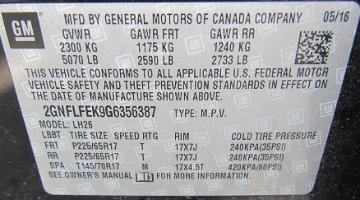 GM
MFD BY GENERAL MOTORS OF CANADA COMPANY 05/16
GVWR GAWR FRT GAWR RR
2300 KG 1175 KG 1240 KG
5070 LB 2590 LB 2733 LB
THIS VEHICLE CONFORMS TO ALL APPLICABLE U.S. FEDERAL MOTOR
VEHICLE SAFETY AND THEFT PREVENTION STANDARDS IN EFFECT ON
THE DATE OF MANUFACTURE SHOWN ABOVE.
2GNFLFEK9G6356387 TYPE: M.P.V.
MODEL: LH26
LBBT TIRE SIZE SPEED RTG RIM COLD TIRE PRESSURE
FRT P225/65R17 T 17X7J 240KPA(35PSI)
RR P225/65R17 T 17X7J 240KPA(35PSI)
SPA T145/70R17 M 17X4.5T 420KPA(60PSI)
SEE OWNER'S MANUAL FOR ADDITIONAL INFORMATION